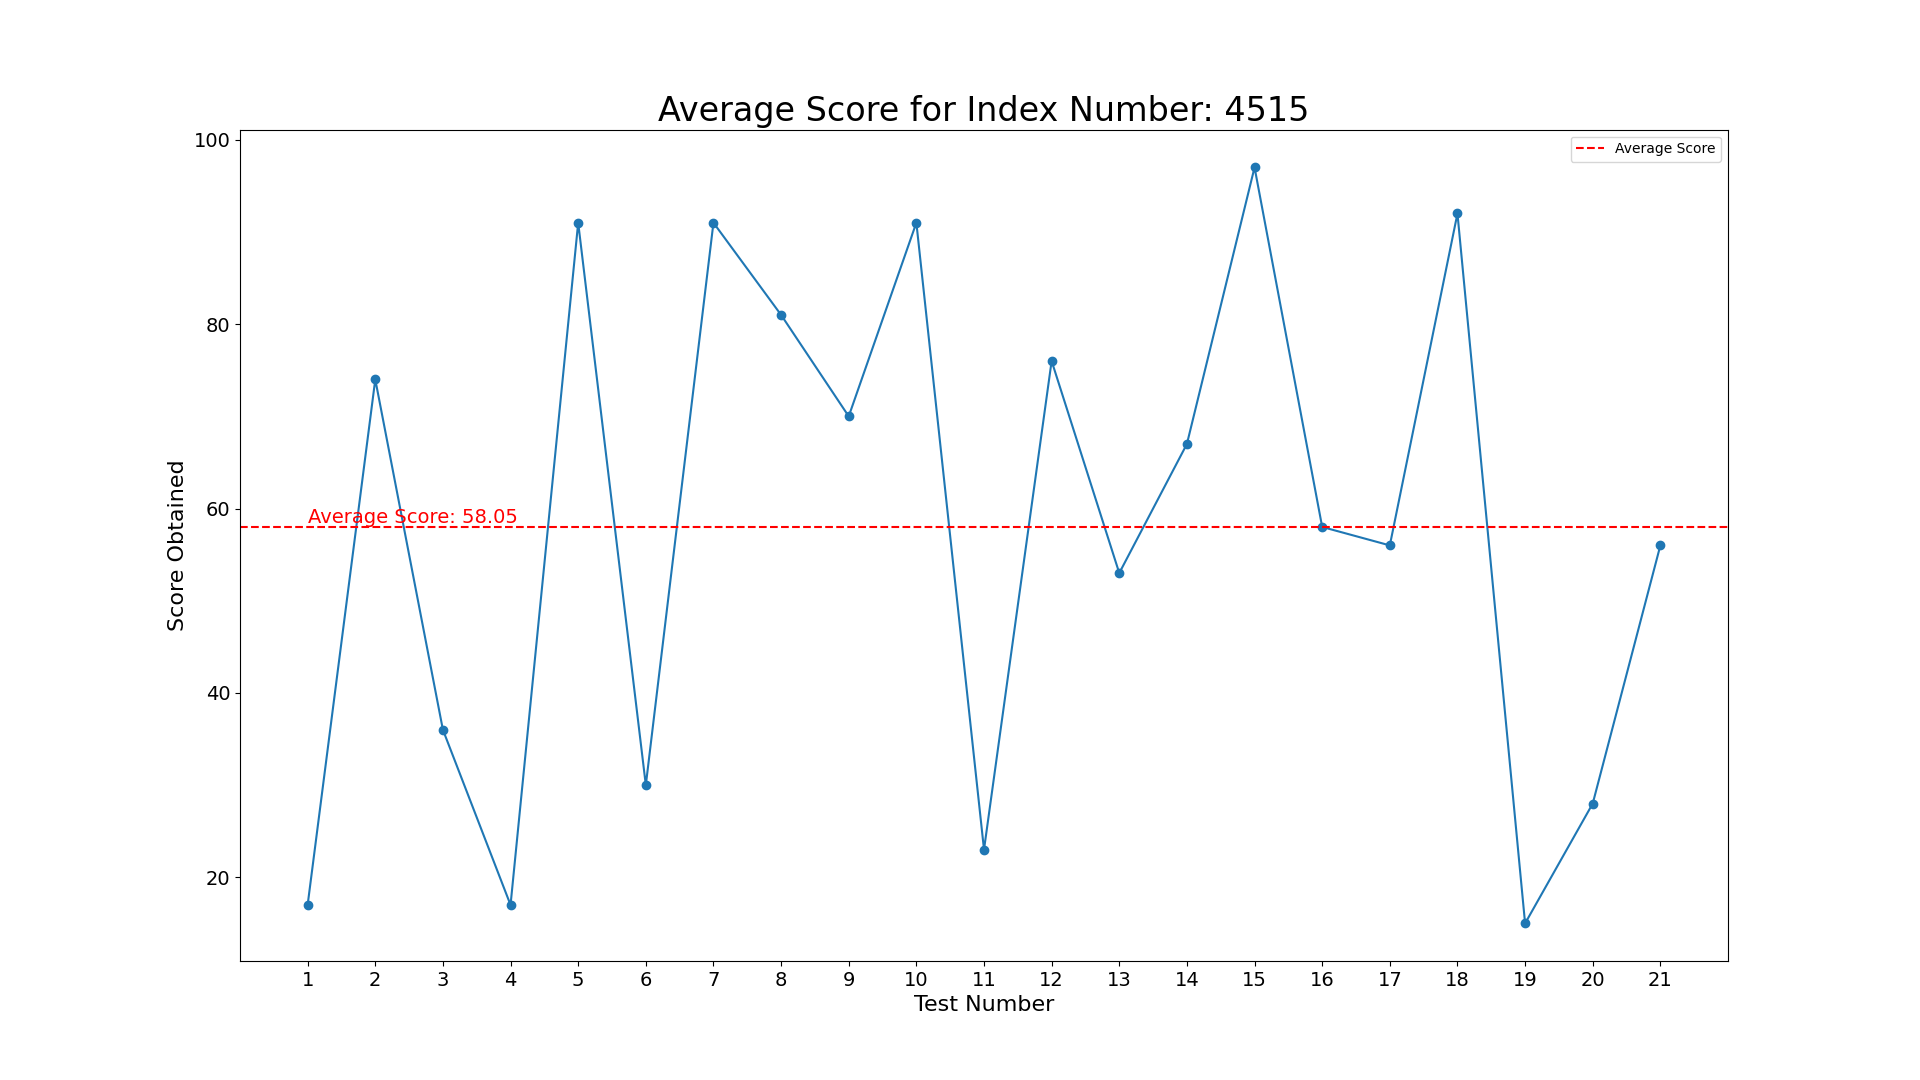 Average Score for Index Number: 4515
100
80
60
40
20
Score Obtained
Average Score
Average Score: 58.05
1 2 3 4 5 6 7 8 9 10 11 12 13 14 15 16 17 18 19 20 21
Test Number